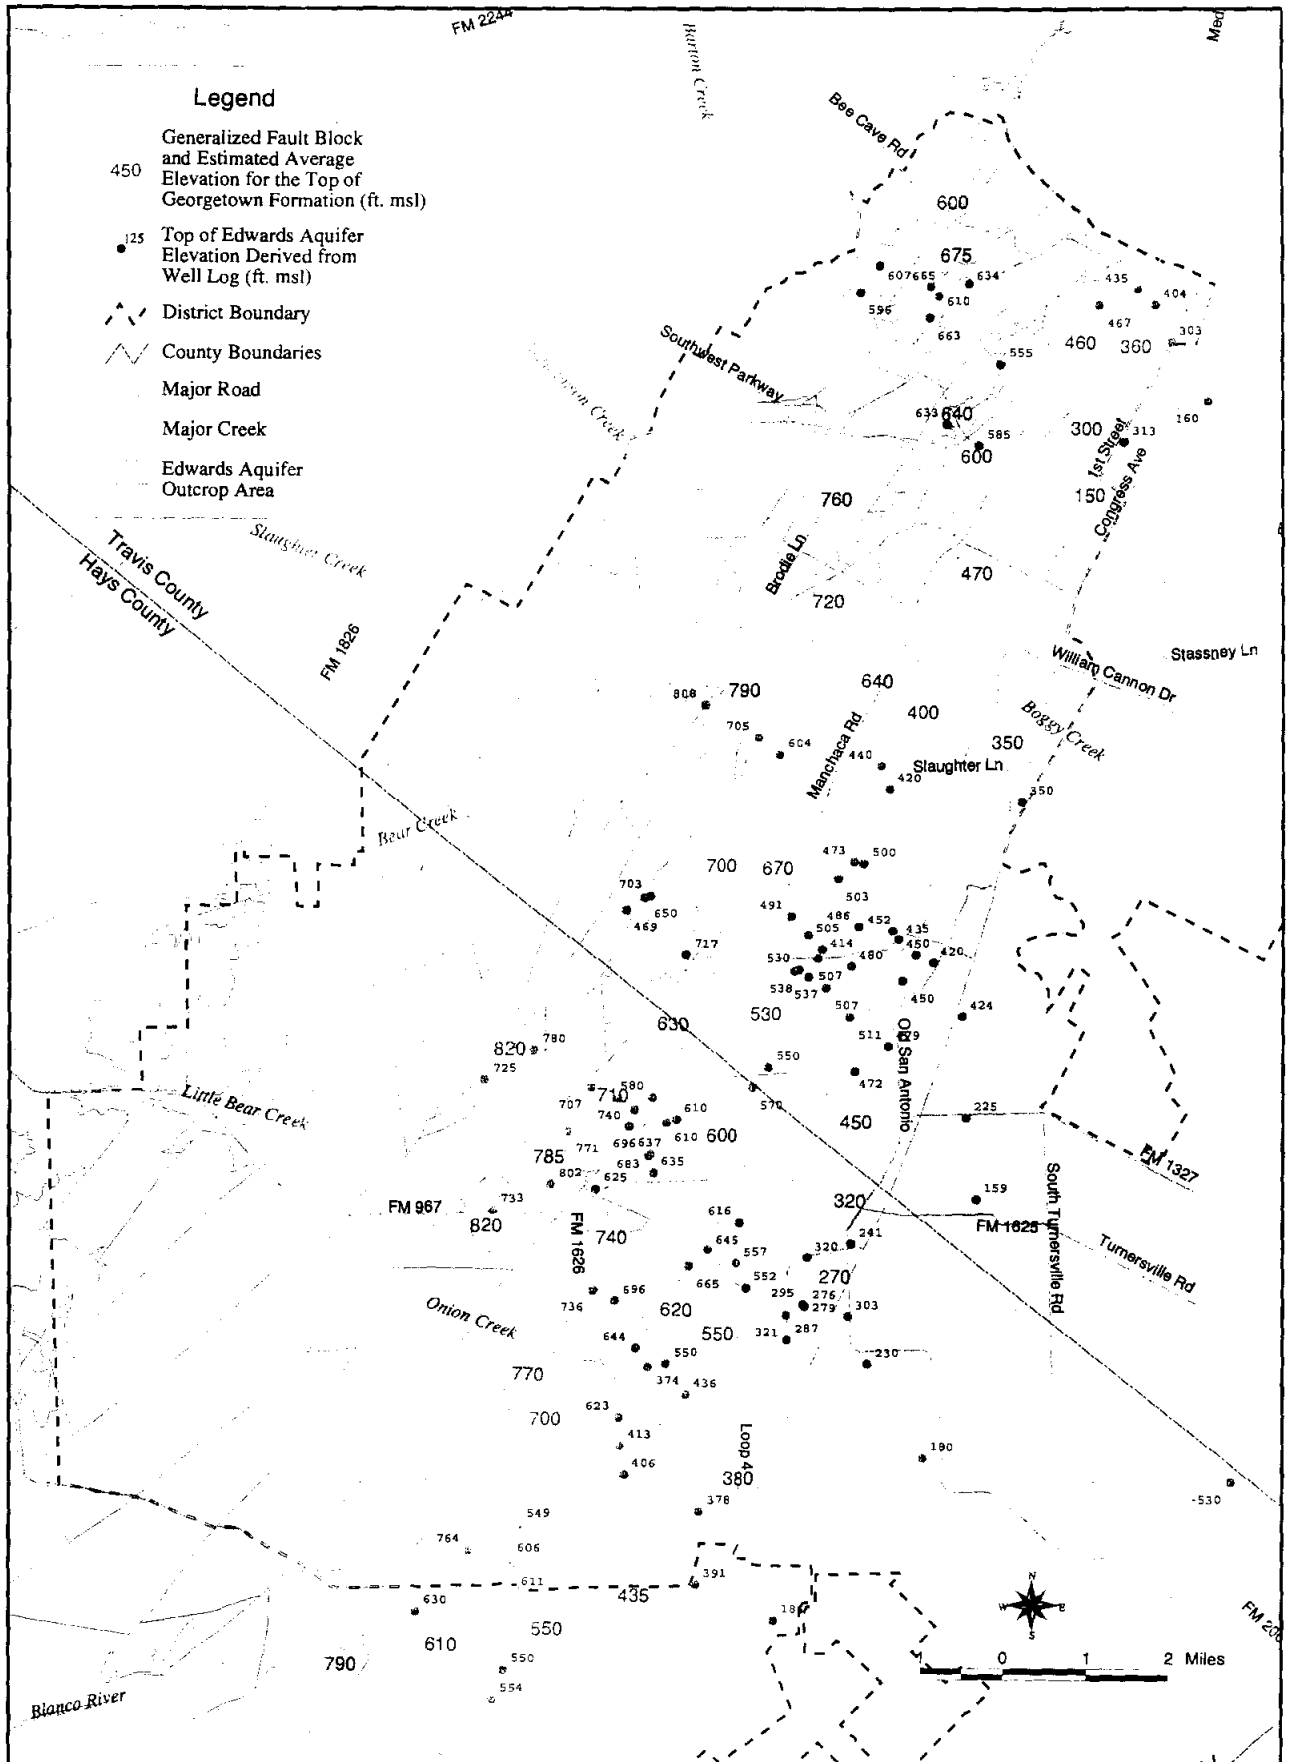 FM 2244
Barton Creek
Legend
450
Generalized Fault Block
and Estimated Average
Elevation for the Top of
Georgetown Formation (ft. msl)
125
Top of Edwards Aquifer
Elevation Derived from
Well Log (ft. msl)
District Boundary
County Boundaries
Major Road
Major Creek
Edwards Aquifer
Outcrop Area
Bee Cave Rd
600
675
607
665
634
610
596
663
435
404
467
303
460
360
555
Southwest Parkway
Creek
633
640
585
600
300
313
160
1st Street
Congress Ave
150
760
Brodie Ln
470
720
Slaughter Creek
Travis County
Hays County
FM 1826
William Cannon Dr
Stassney Ln
Boggy Creek
808
790
640
400
705
604
350
Manchaca Rd
440
Slaughter Ln
420
350
Bear Creek
473
500
700
670
703
650
469
503
491
486
452
435
505
414
450
420
717
530
480
538
537
507
450
507
424
530
630
511
Old San Antonio
820
780
725
550
472
570
Little Bear Creek
580
710
707
740
610
696
637
610
600
450
225
771
785
683
635
802
625
FM 1327
FM 967
733
820
159
320
FM 1625
South Turnersville Rd
Turnersville Rd
FM 1626
740
616
645
557
320
241
665
552
270
295
276
279
303
736
596
620
Onion Creek
550
321
287
644
550
230
374
436
770
623
700
413
406
Loop 4
380
190
378
-530
549
764
606
611
391
435
630
550
610
790
550
554
Blanco River
N
W
E
S
1
0
1
2 Miles